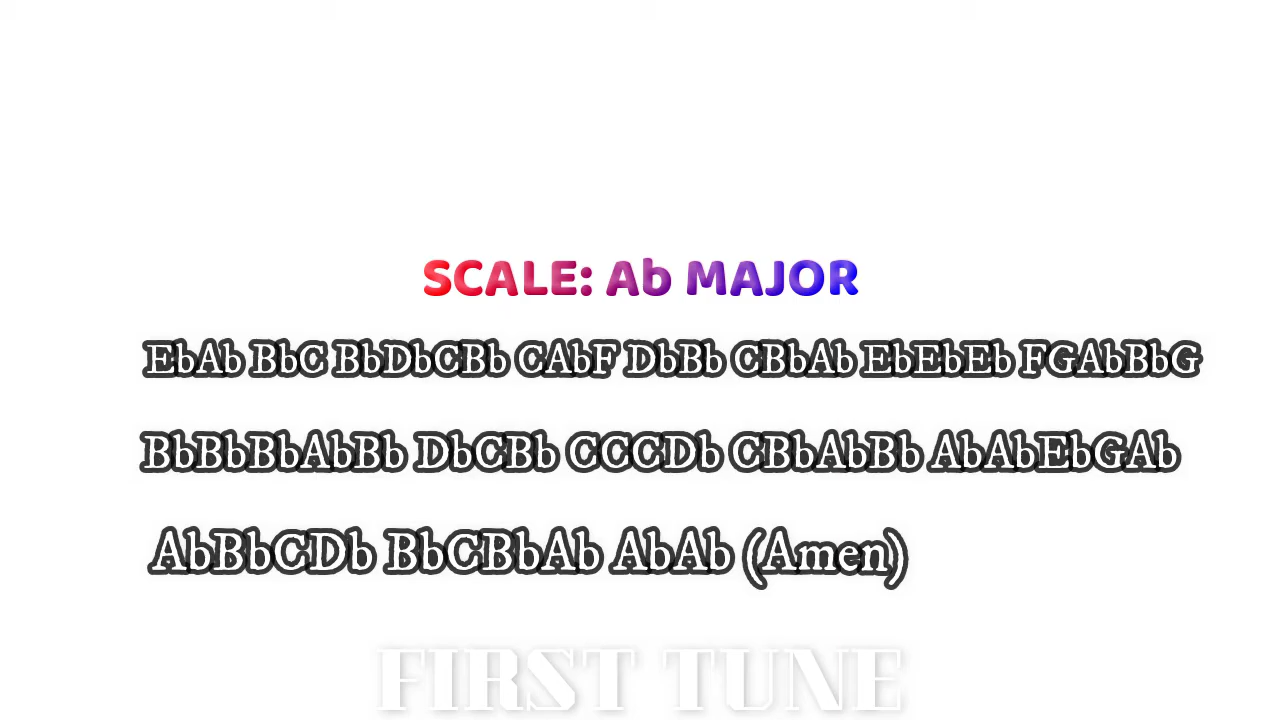 SCALE: Ab MAJOR
EbAb BbC BbDbCBb CAbF DbBb CBbAb EbEbEb FGAbBbG
BbBbBbAbBb DbCBb CCCDb CBbAbBb AbAbEbGAb
AbBbCDb BbCBbAb AbAb (Amen)
FIRST TUNE